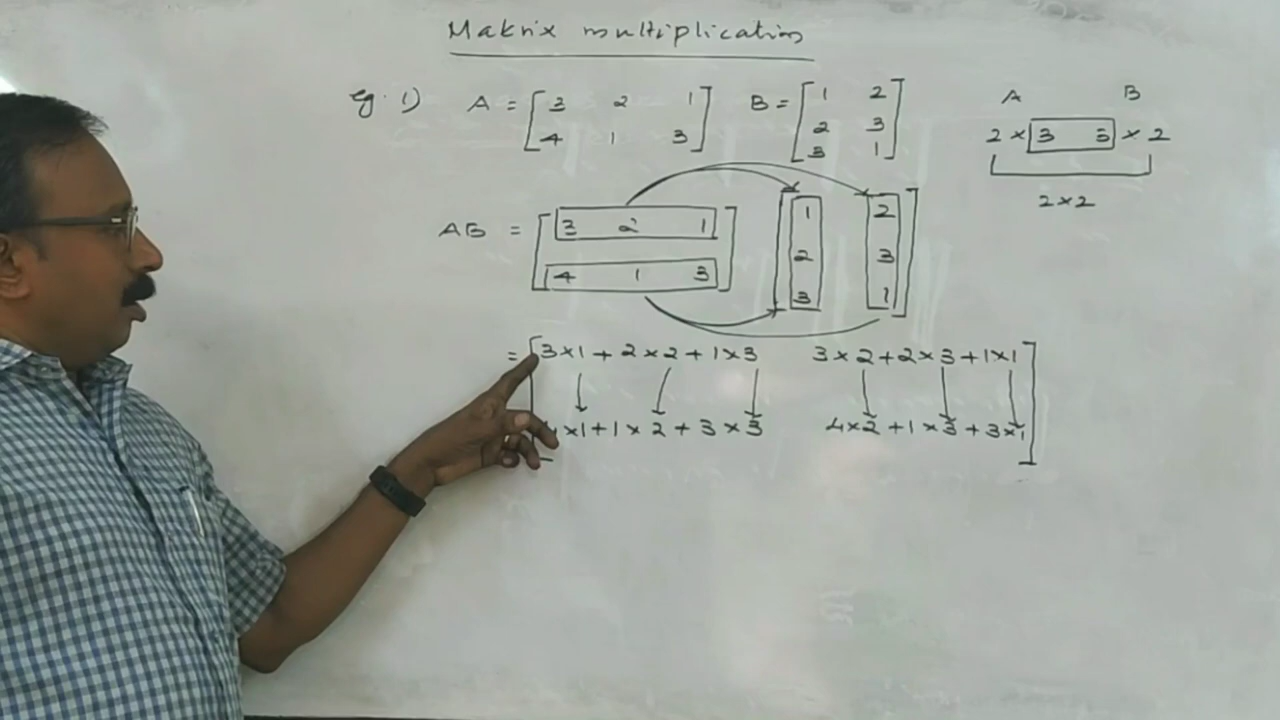 Matrix multiplication
eg. 1) A = [3 2 1] B = [1 2] A B
[4 1 3] [2 3] 2 × 3 3 × 2
[3 1]
2×2
AB = [3 2 1] [1 2]
[4 1 3] [2 3]
[3 1]
= [3×1 + 2×2 + 1×3 3×2+2×3+1×1]
×1+1×2+3×3 4×2+1×3+3×1]